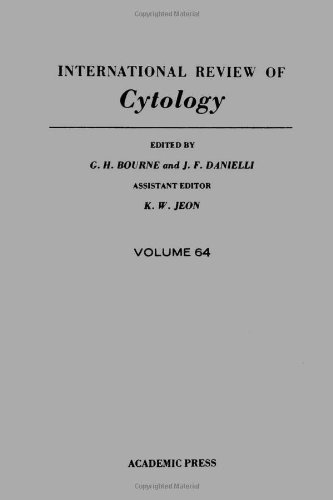 INTERNATIONAL REVIEW OF
Cytology
EDITED BY
G. H. BOURNE and J. F. DANIELLI
ASSISTANT EDITOR
K. W. JEON
VOLUME 64
ACADEMIC PRESS